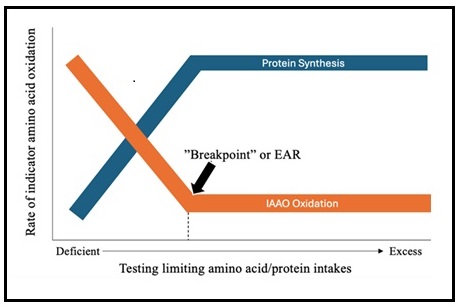 Protein Synthesis
”Breakpoint” or EAR
IAAO Oxidation
Rate of indicator amino acid oxidation
Deficient
Excess
Testing limiting amino acid/protein intakes